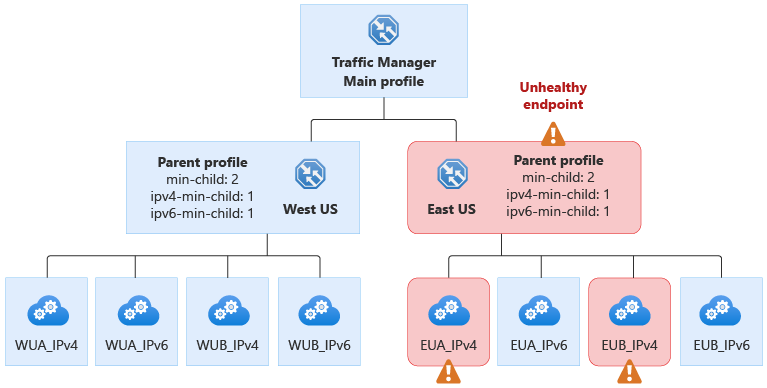 Traffic Manager
Main profile
Unhealthy
endpoint
Parent profile
min-child: 2
ipv4-min-child: 1
ipv6-min-child: 1
West US
Parent profile
min-child: 2
ipv4-min-child: 1
ipv6-min-child: 1
East US
WUA_IPv4
WUA_IPv6
WUB_IPv4
WUB_IPv6
EUA_IPv4
EUA_IPv6
EUB_IPv4
EUB_IPv6